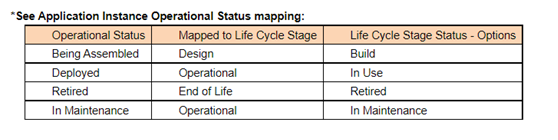 *See Application Instance Operational Status mapping:
Operational Status Mapped to Life Cycle Stage Life Cycle Stage Status - Options
Being Assembled Design Build
Deployed Operational In Use
Retired End of Life Retired
In Maintenance Operational In Maintenance